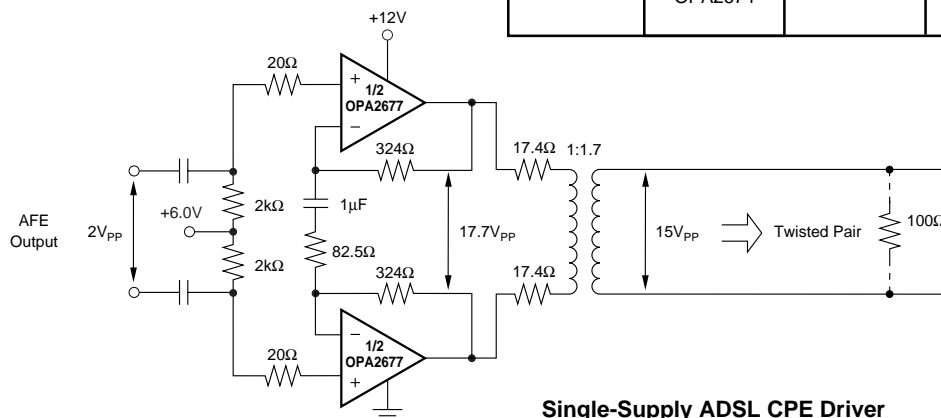 +12V
20Ω
+
1/2
OPA2677
−
324Ω
17.4Ω
1:1.7
AFE
Output
2V_PP
+6.0V
2kΩ
2kΩ
1μF
82.5Ω
17.7V_PP
15V_PP
Twisted Pair
100Ω
324Ω
17.4Ω
20Ω
−
1/2
OPA2677
+
Single-Supply ADSL CPE Driver